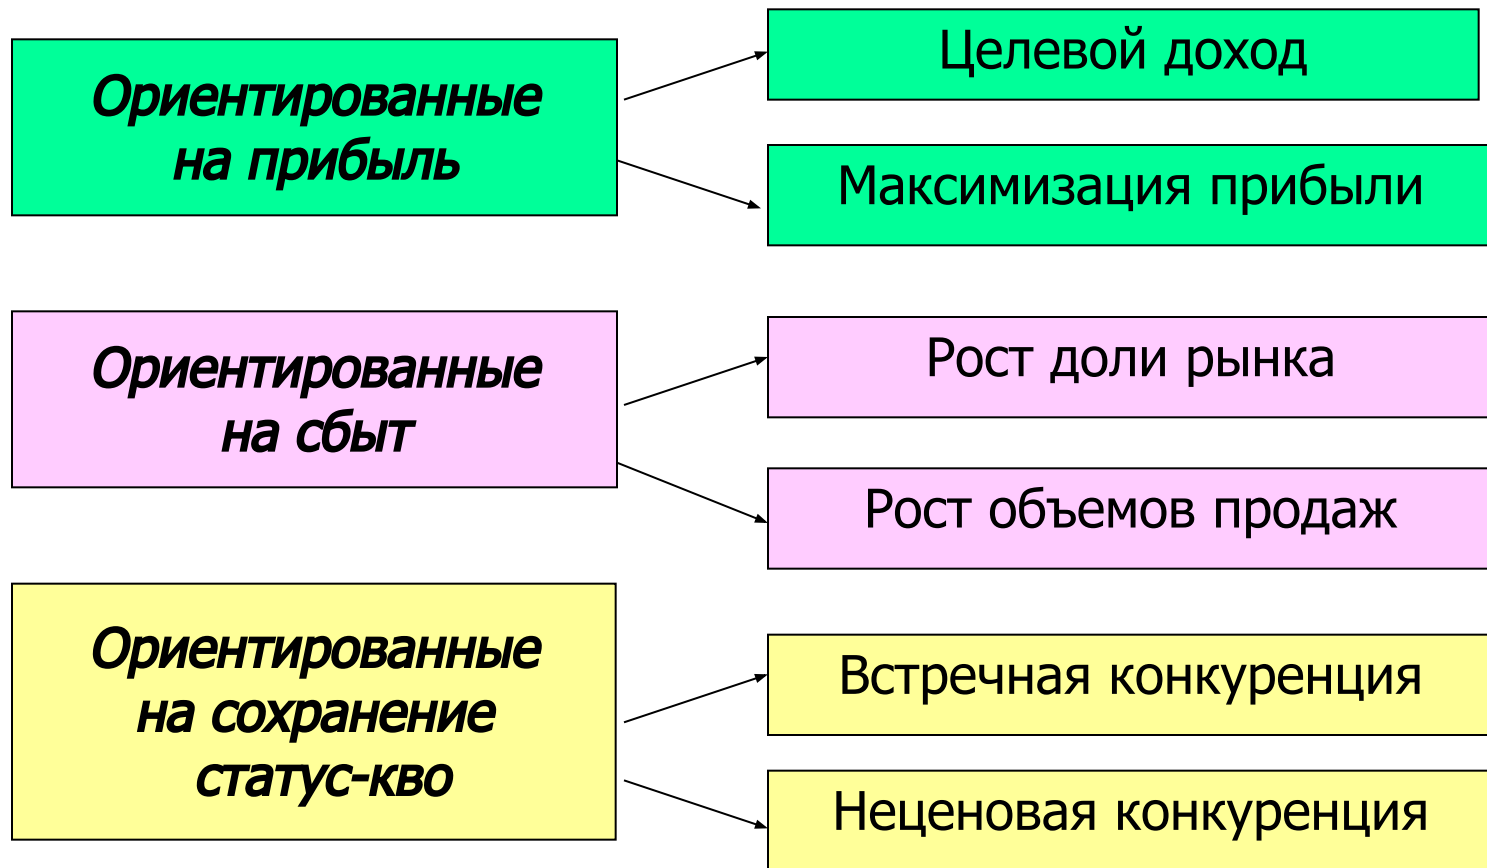 Ориентированные
на прибыль
Целевой доход
Максимизация прибыли
Ориентированные
на сбыт
Рост доли рынка
Рост объемов продаж
Ориентированные
на сохранение
статус-кво
Встречная конкуренция
Неценовая конкуренция